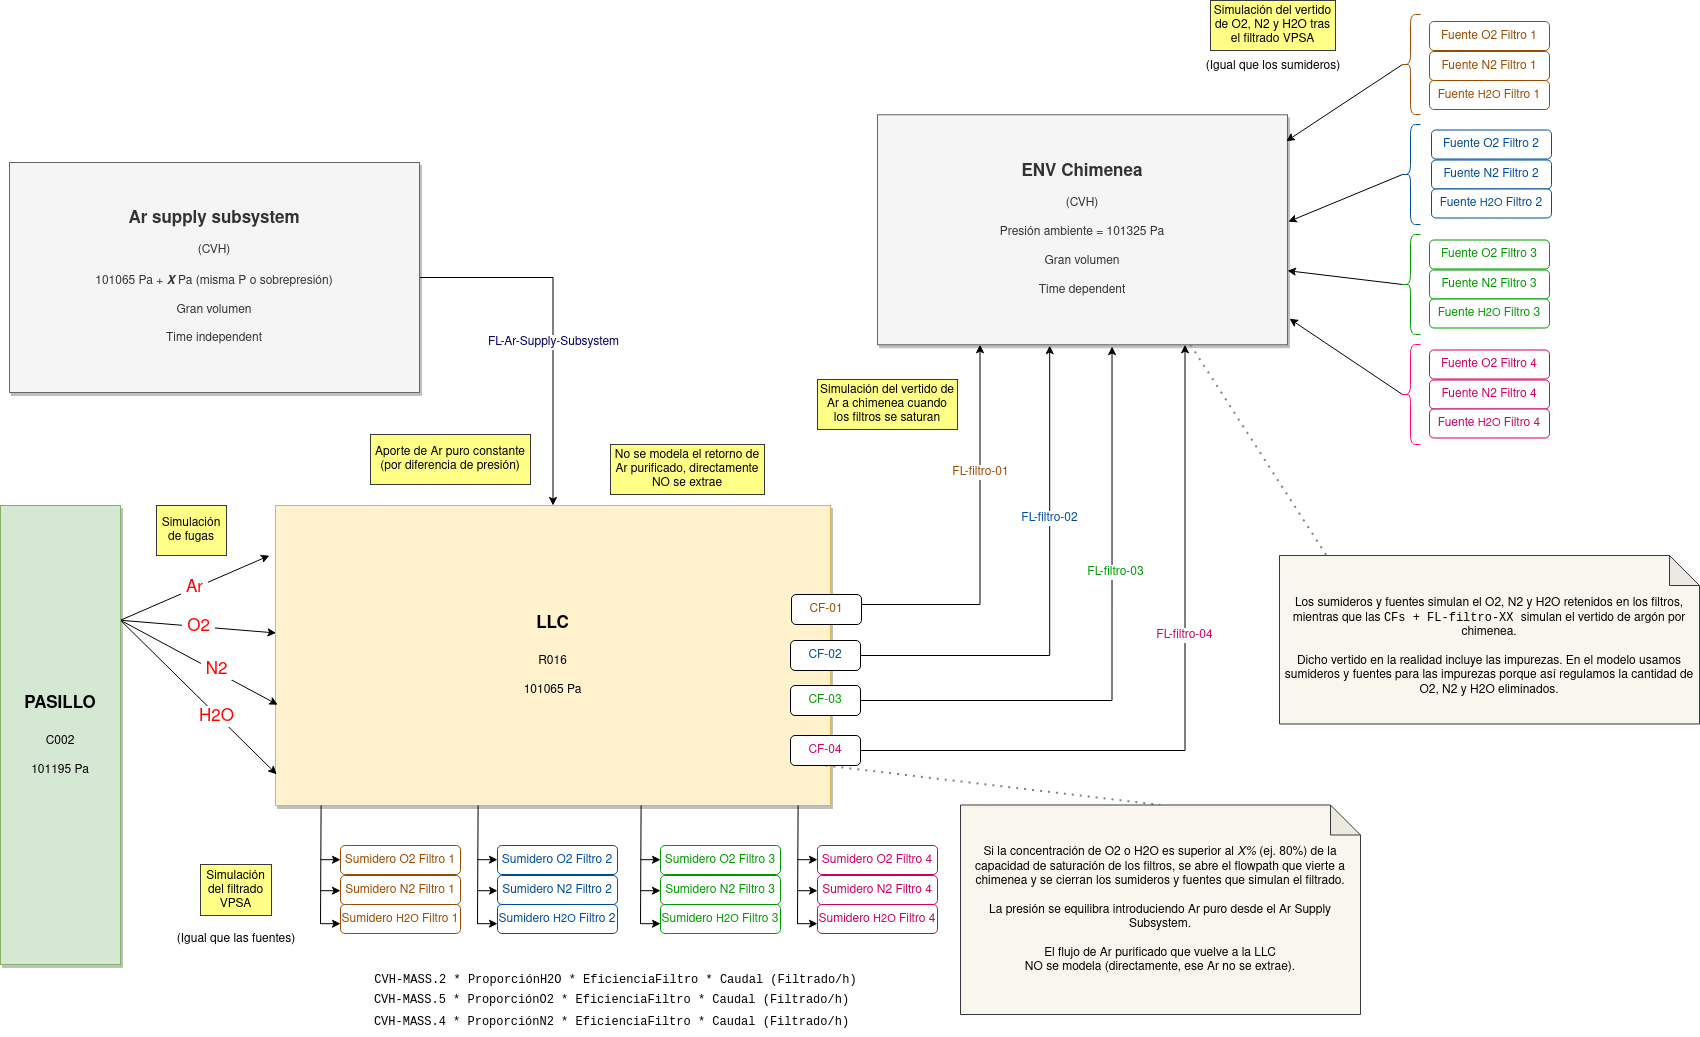 Simulación del vertido
de O2, N2 y H2O tras
el filtrado VPSA
(Igual que los sumideros)
Fuente O2 Filtro 1
Fuente N2 Filtro 1
Fuente H2O Filtro 1
Fuente O2 Filtro 2
Fuente N2 Filtro 2
Fuente H2O Filtro 2
Fuente O2 Filtro 3
Fuente N2 Filtro 3
Fuente H2O Filtro 3
Fuente O2 Filtro 4
Fuente N2 Filtro 4
Fuente H2O Filtro 4
ENV Chimenea
(CVH)
Presión ambiente = 101325 Pa
Gran volumen
Time dependent
Ar supply subsystem
(CVH)
101065 Pa + X Pa (misma P o sobrepresión)
Gran volumen
Time independent
FL-Ar-Supply-Subsystem
Simulación del vertido de
Ar a chimenea cuando
los filtros se saturan
Aporte de Ar puro constante
(por diferencia de presión)
No se modela el retorno de
Ar purificado, directamente
NO se extrae
FL-filtro-01
FL-filtro-02
FL-filtro-03
FL-filtro-04
Simulación
de fugas
Ar
O2
N2
H2O
PASILLO
C002
101195 Pa
LLC
R016
101065 Pa
CF-01
CF-02
CF-03
CF-04
Los sumideros y fuentes simulan el O2, N2 y H2O retenidos en los filtros,
mientras que las CFs + FL-filtro-XX simulan el vertido de argón por
chimenea.
Dicho vertido en la realidad incluye las impurezas. En el modelo usamos
sumideros y fuentes para las impurezas porque así regulamos la cantidad de
O2, N2 y H2O eliminados.
Simulación
del filtrado
VPSA
(Igual que las fuentes)
Sumidero O2 Filtro 1
Sumidero N2 Filtro 1
Sumidero H2O Filtro 1
Sumidero O2 Filtro 2
Sumidero N2 Filtro 2
Sumidero H2O Filtro 2
Sumidero O2 Filtro 3
Sumidero N2 Filtro 3
Sumidero H2O Filtro 3
Sumidero O2 Filtro 4
Sumidero N2 Filtro 4
Sumidero H2O Filtro 4
Si la concentración de O2 o H2O es superior al X% (ej. 80%) de la
capacidad de saturación de los filtros, se abre el flowpath que vierte a
chimenea y se cierran los sumideros y fuentes que simulan el filtrado.
La presión se equilibra introduciendo Ar puro desde el Ar Supply
Subsystem.
El flujo de Ar purificado que vuelve a la LLC
NO se modela (directamente, ese Ar no se extrae).
CVH-MASS.2 * ProporciónH2O * EficienciaFiltro * Caudal (Filtrado/h)
CVH-MASS.5 * ProporciónO2 * EficienciaFiltro * Caudal (Filtrado/h)
CVH-MASS.4 * ProporciónN2 * EficienciaFiltro * Caudal (Filtrado/h)